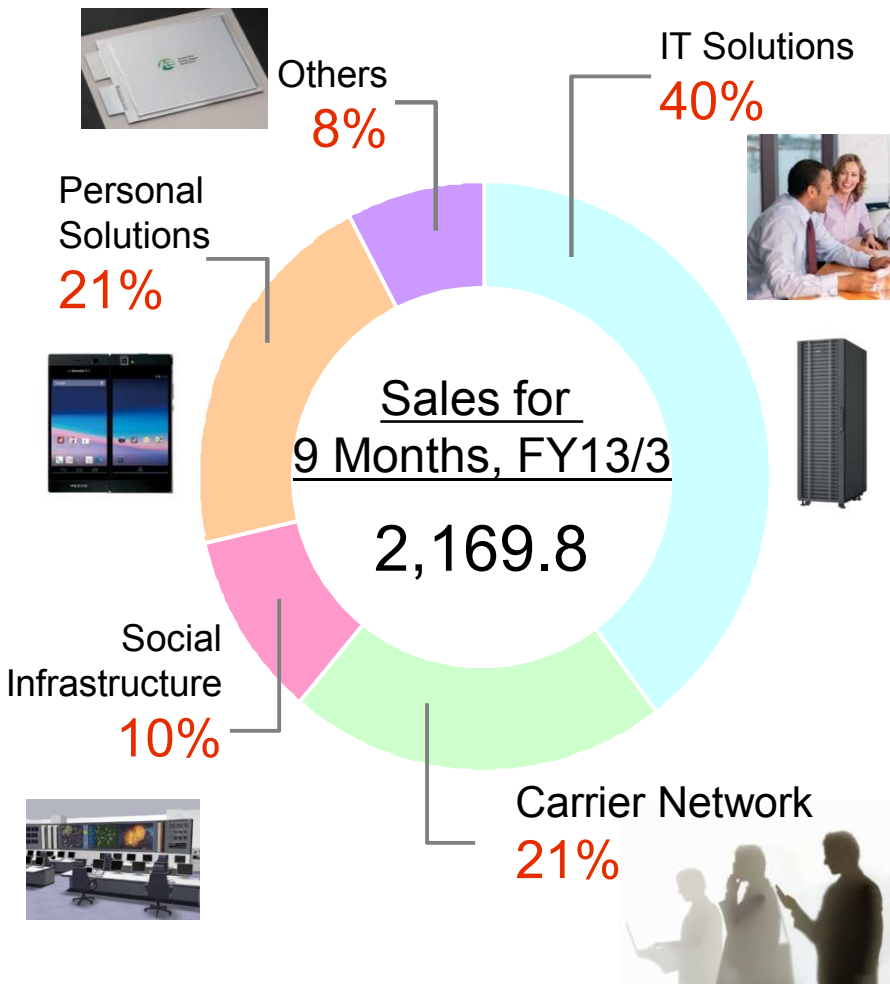 IT Solutions
40%
Others
8%
Personal
Solutions
21%
Sales for
9 Months, FY13/3
2,169.8
Social
Infrastructure
10%
Carrier Network
21%